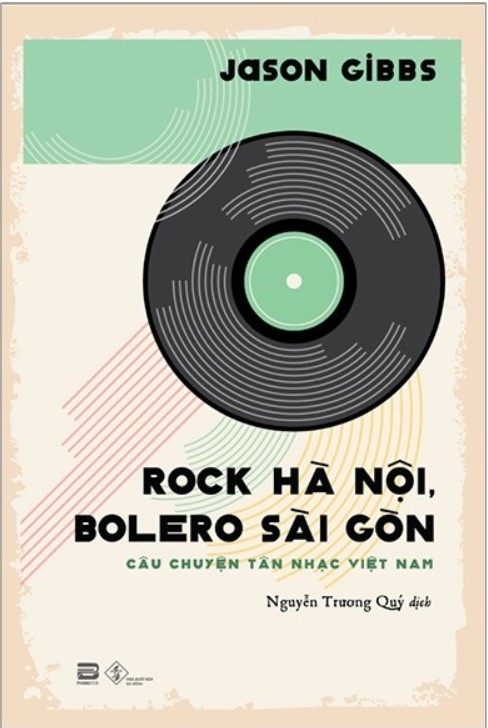 JASON GIBBS
ROCK HÀ NỘI,
BOLERO SÀI GÒN
CÂU CHUYỆN TÂN NHẠC VIỆT NAM
Nguyễn Trương Quý dịch